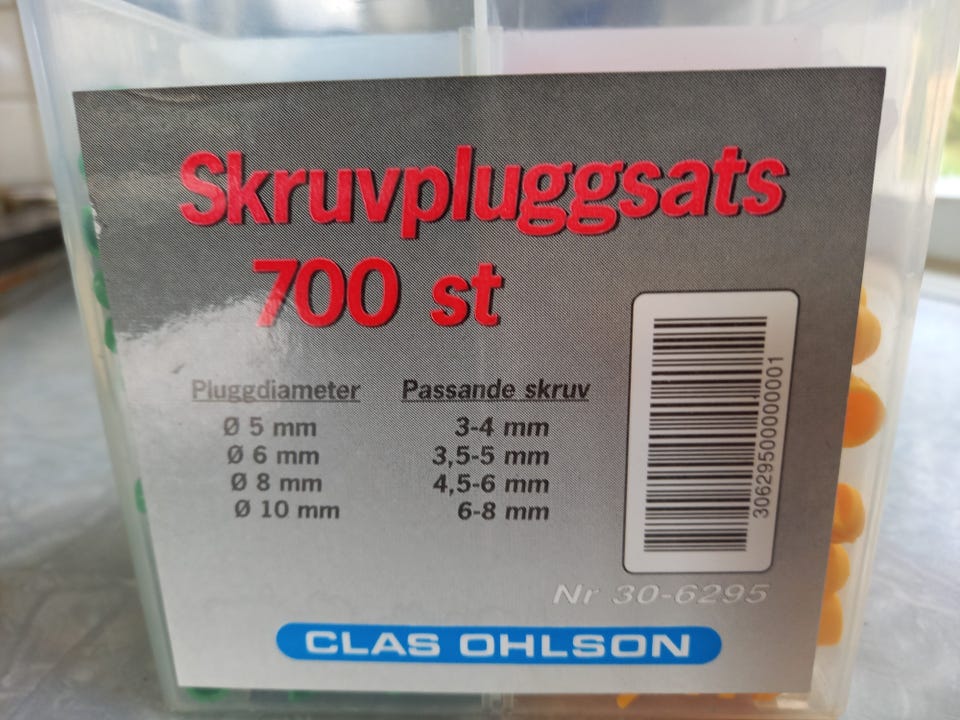 Skruvpluggsats
700 st
Pluggdiameter Passande skruv
Ø 5 mm 3-4 mm
Ø 6 mm 3,5-5 mm
Ø 8 mm 4,5-6 mm
Ø 10 mm 6-8 mm
30629500000001
Nr 30-6295
CLAS OHLSON